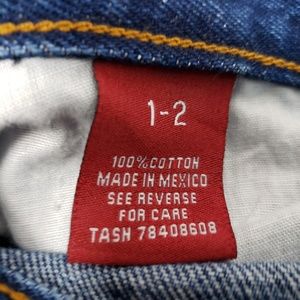 1-2
100% COTTON
MADE IN MEXICO
SEE REVERSE
FOR CARE
TASH 78408608